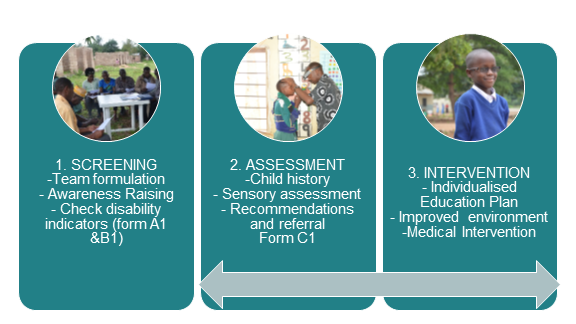 1. SCREENING
-Team formulation
- Awareness Raising
- Check disability
indicators (form A1
&B1)
2. ASSESSMENT
-Child history
- Sensory assessment
- Recommendations
and referral
Form C1
3. INTERVENTION
- Individualised
Education Plan
- Improved  environment
-Medical Intervention